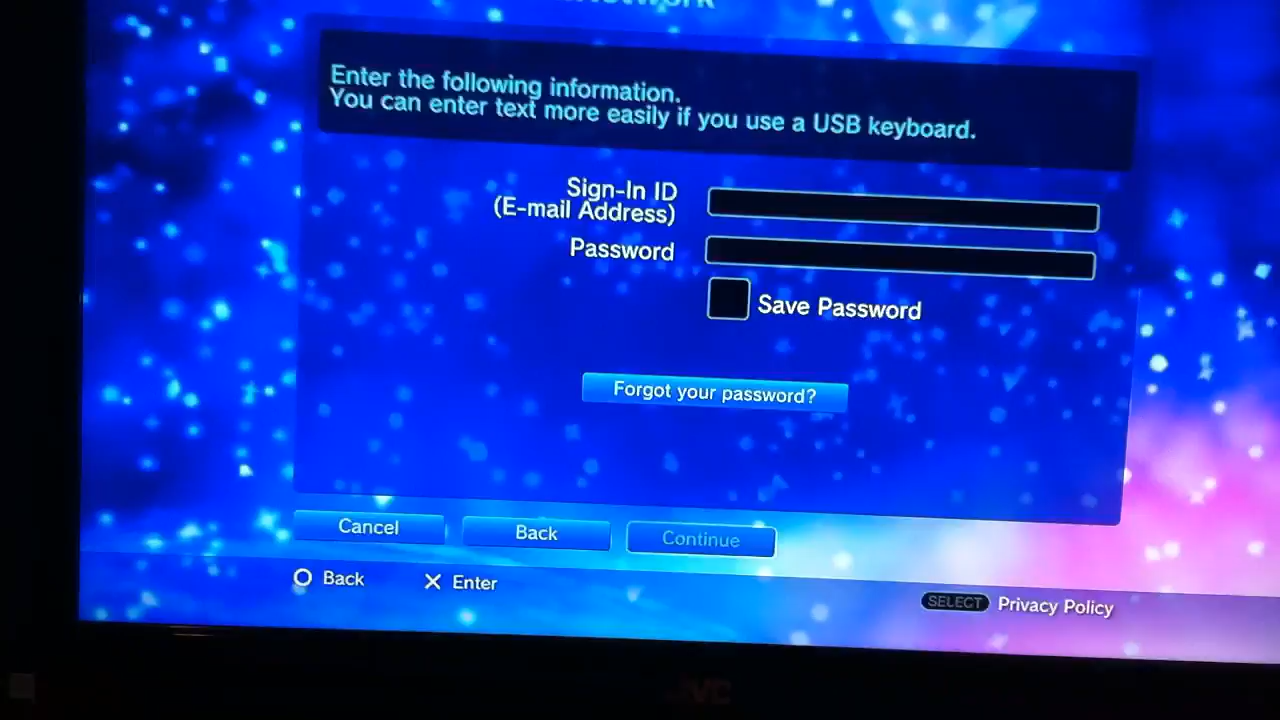 Enter the following information.
You can enter text more easily if you use a USB keyboard.
Sign-In ID
(E-mail Address)
Password
Save Password
Forgot your password?
Cancel
Back
Continue
Back
Enter
SELECT Privacy Policy
JVC